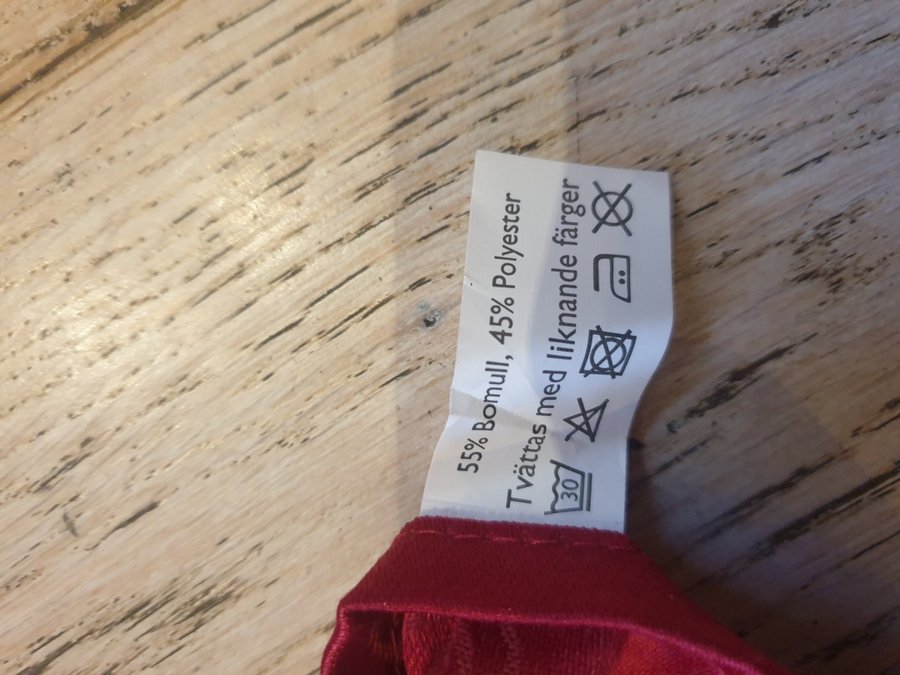 55% Bomull, 45% Polyester
Tvättas med liknande färger
30